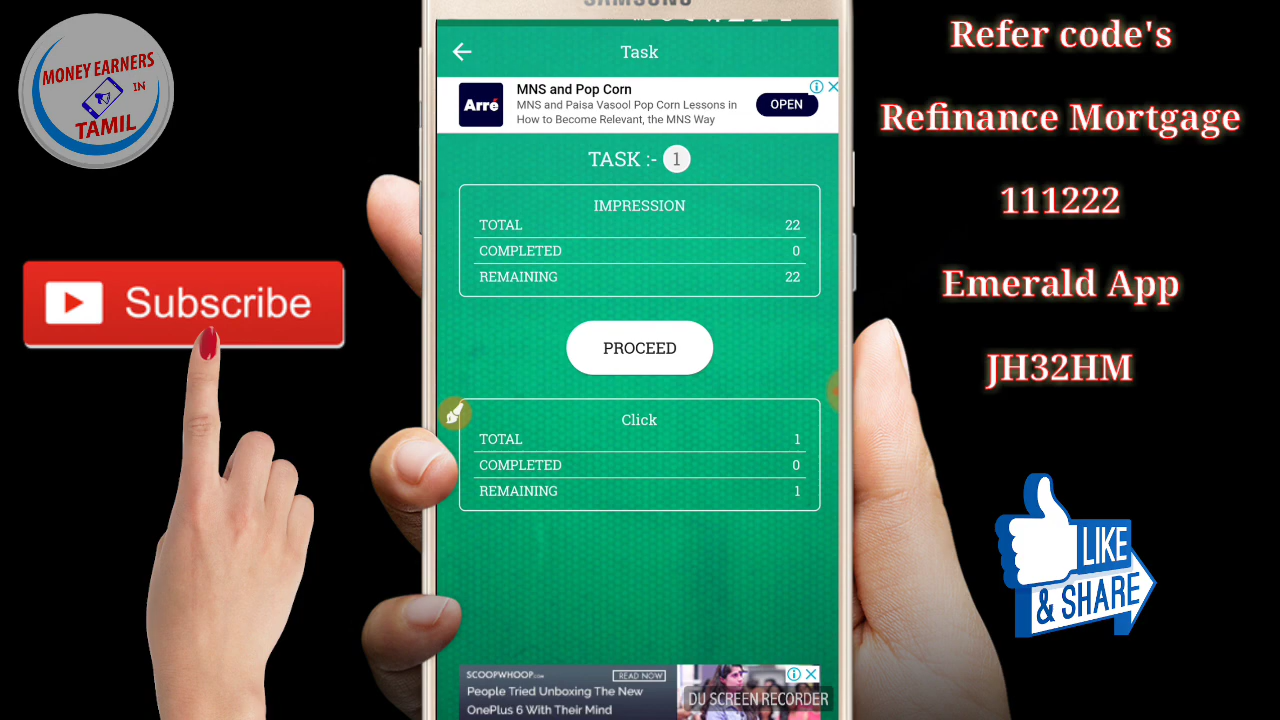 MONEY EARNERS
IN
TAMIL
Subscribe
SAMSUNG
Task
Arré
MNS and Pop Corn
MNS and Paisa Vasool Pop Corn Lessons in
How to Become Relevant, the MNS Way
OPEN
TASK :- 1
IMPRESSION
TOTAL 22
COMPLETED 0
REMAINING 22
PROCEED
Click
TOTAL 1
COMPLETED 0
REMAINING 1
SCOOPWHOOP.com
READ NOW
People Tried Unboxing The New
OnePlus 6 With Their Mind
DU SCREEN RECORDER
Refer code's
Refinance Mortgage
111222
Emerald App
JH32HM
LIKE
& SHARE